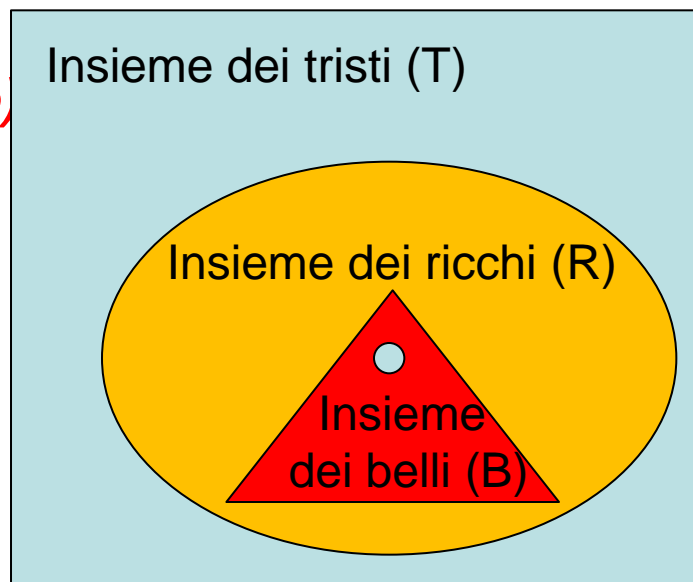 Insieme dei tristi (T)
)
Insieme dei ricchi (R)
Insieme
dei belli (B)